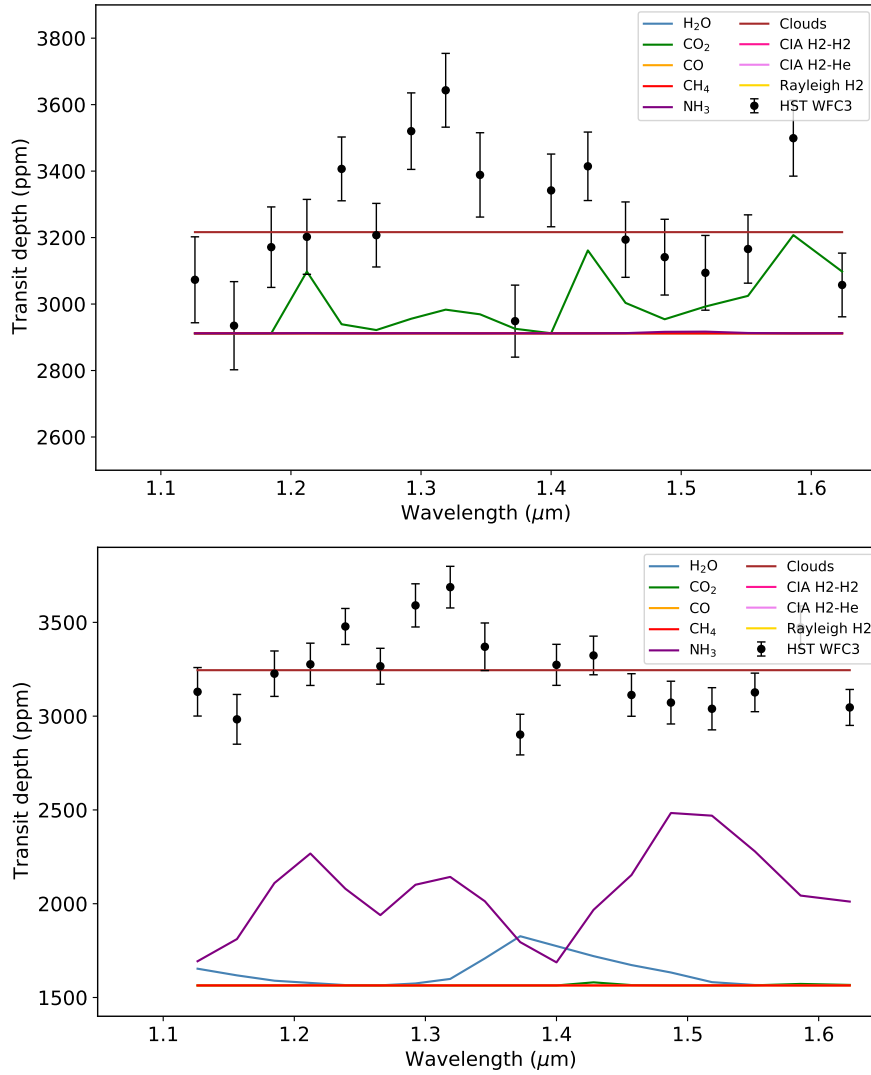 3800
3600
3400
3200
3000
2800
2600
Transit depth (ppm)
H₂O
CO₂
CO
CH₄
NH₃
Clouds
CIA H2-H2
CIA H2-He
Rayleigh H2
HST WFC3
1.1 1.2 1.3 1.4 1.5 1.6
Wavelength (μm)
3500
3000
2500
2000
1500
Transit depth (ppm)
H₂O
CO₂
CO
CH₄
NH₃
Clouds
CIA H2-H2
CIA H2-He
Rayleigh H2
HST WFC3
1.1 1.2 1.3 1.4 1.5 1.6
Wavelength (μm)